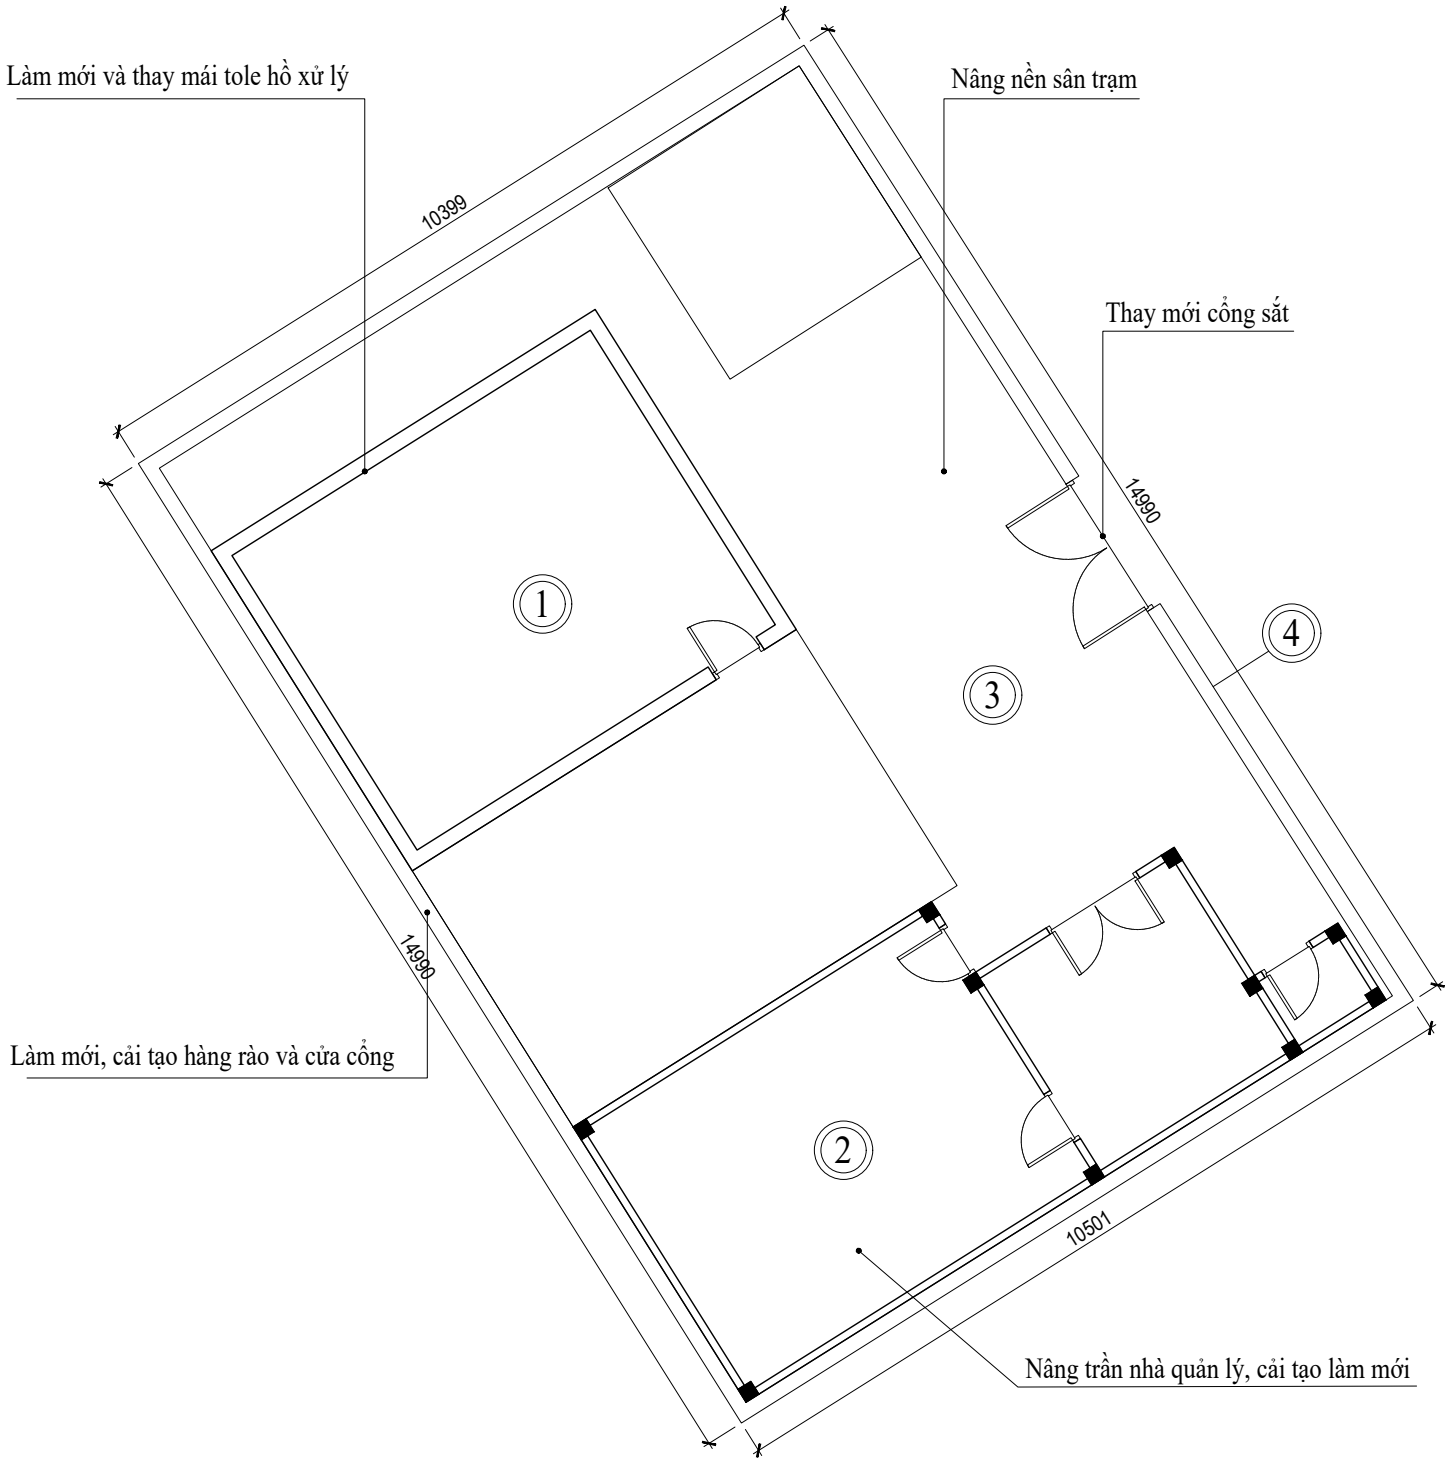 Làm mới và thay mái tole hồ xử lý
Nâng nền sân trạm
10399
Thay mới cổng sắt
14990
1
4
3
14990
Làm mới, cải tạo hàng rào và cửa cổng
2
10501
Nâng trần nhà quản lý, cải tạo làm mới